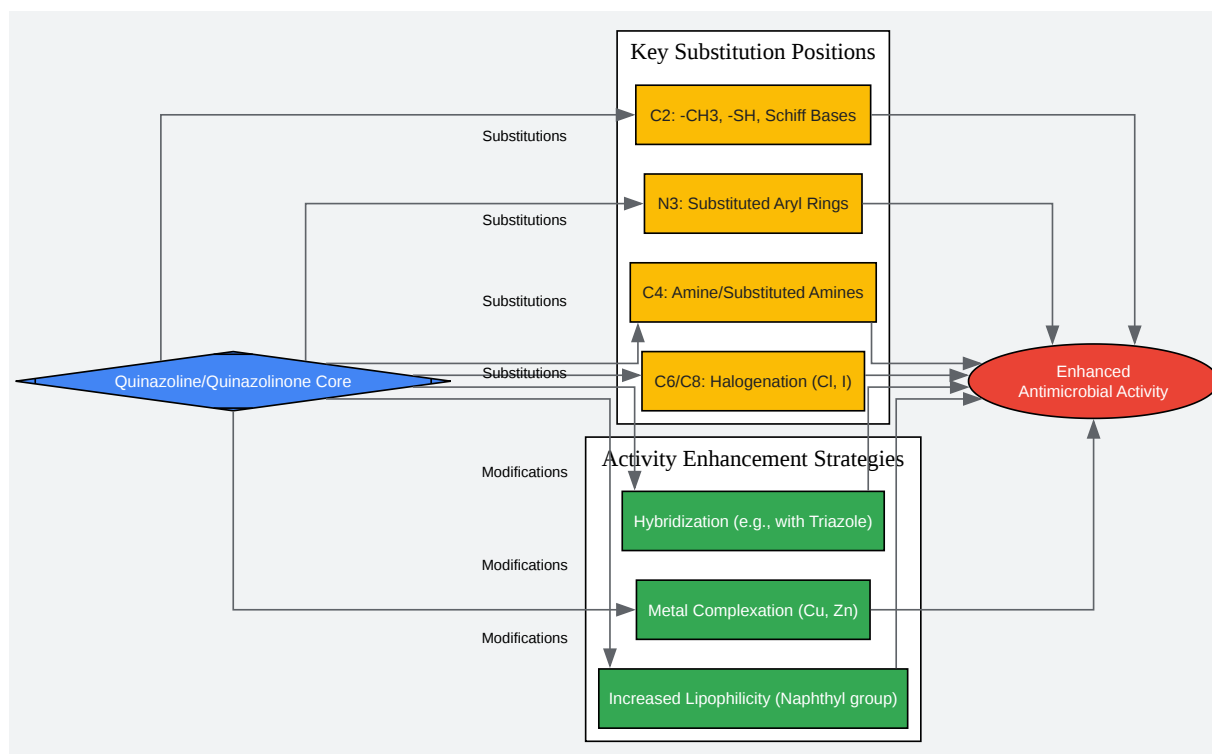 Key Substitution Positions
C2: -CH3, -SH, Schiff Bases
Substitutions
N3: Substituted Aryl Rings
Substitutions
C4: Amine/Substituted Amines
Substitutions
Quinazoline/Quinazolinone Core
Substitutions
C6/C8: Halogenation (Cl, I)
Enhanced
Antimicrobial Activity
Activity Enhancement Strategies
Modifications
Hybridization (e.g., with Triazole)
Modifications
Metal Complexation (Cu, Zn)
Modifications
Increased Lipophilicity (Naphthyl group)